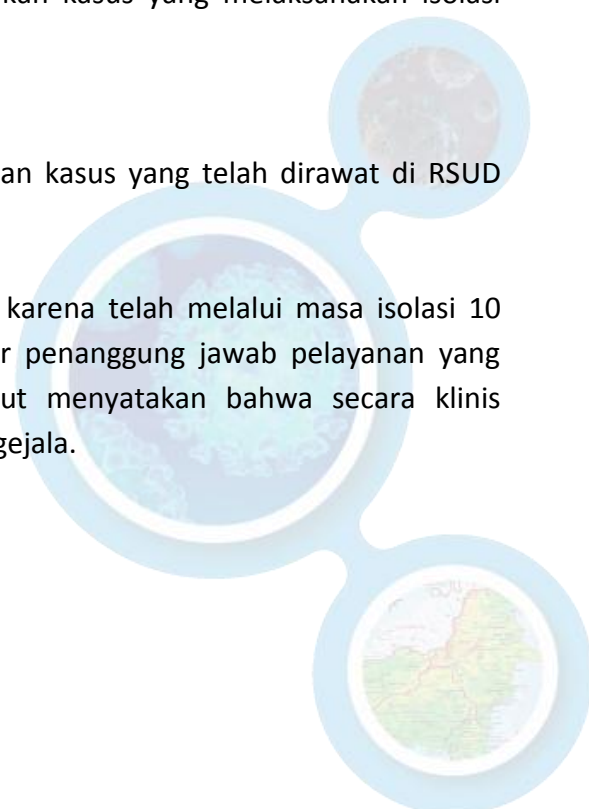 kan kasus yang melaksanakan isolasi
an kasus yang telah dirawat di RSUD
karena telah melalui masa isolasi 10
r penanggung jawab pelayanan yang
ut menyatakan bahwa secara klinis
gejala.